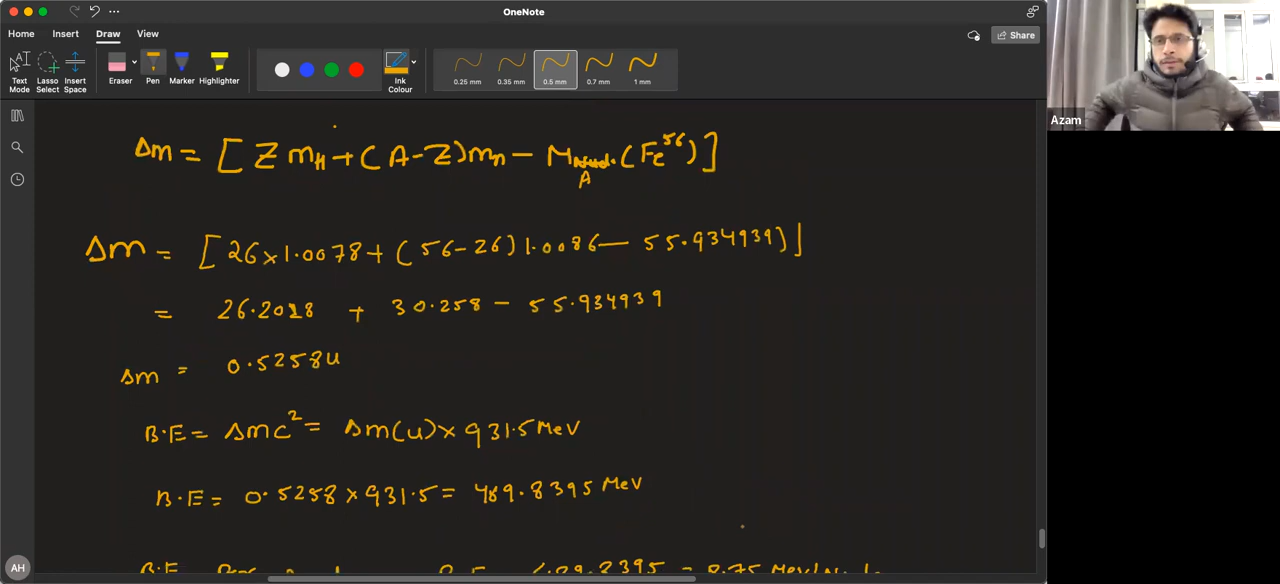 OneNote
Home Insert Draw View
Share
Text Mode
Lasso Select
Insert Space
Eraser
Pen
Marker
Highlighter
Ink Colour
0.25 mm
0.35 mm
0.5 mm
0.7 mm
1 mm
Azam
Δm = [ Z mH + (A-Z)mn - M A (Fe⁵⁶)]
Δm = [26×1.0078 + (56-26) 1.0086 - 55.934939)]
= 26.2028 + 30.258 - 55.934939
Δm = 0.5258u
B.E = Δmc² = Δm(u) × 931.5 MeV
B.E = 0.5258 × 931.5 = 489.8395 MeV
B.E
= 8.75 MeV/
AH